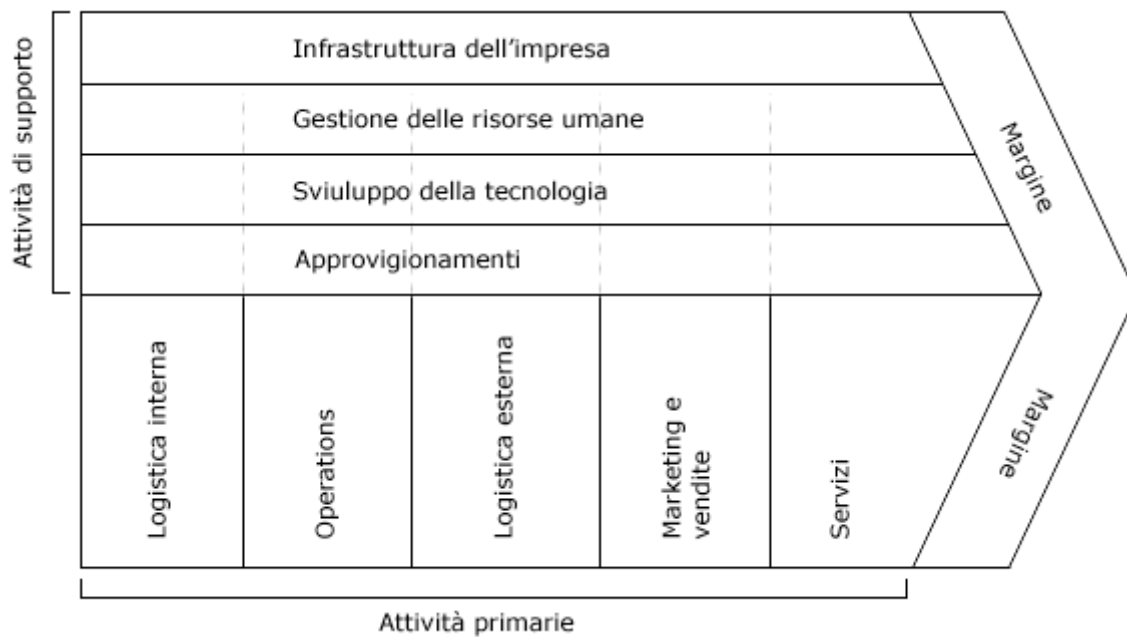 Attività di supporto
Infrastruttura dell'impresa
Gestione delle risorse umane
Sviuluppo della tecnologia
Approvigionamenti
Margine
Margine
Logistica interna
Operations
Logistica esterna
Marketing e
vendite
Servizi
Attività primarie